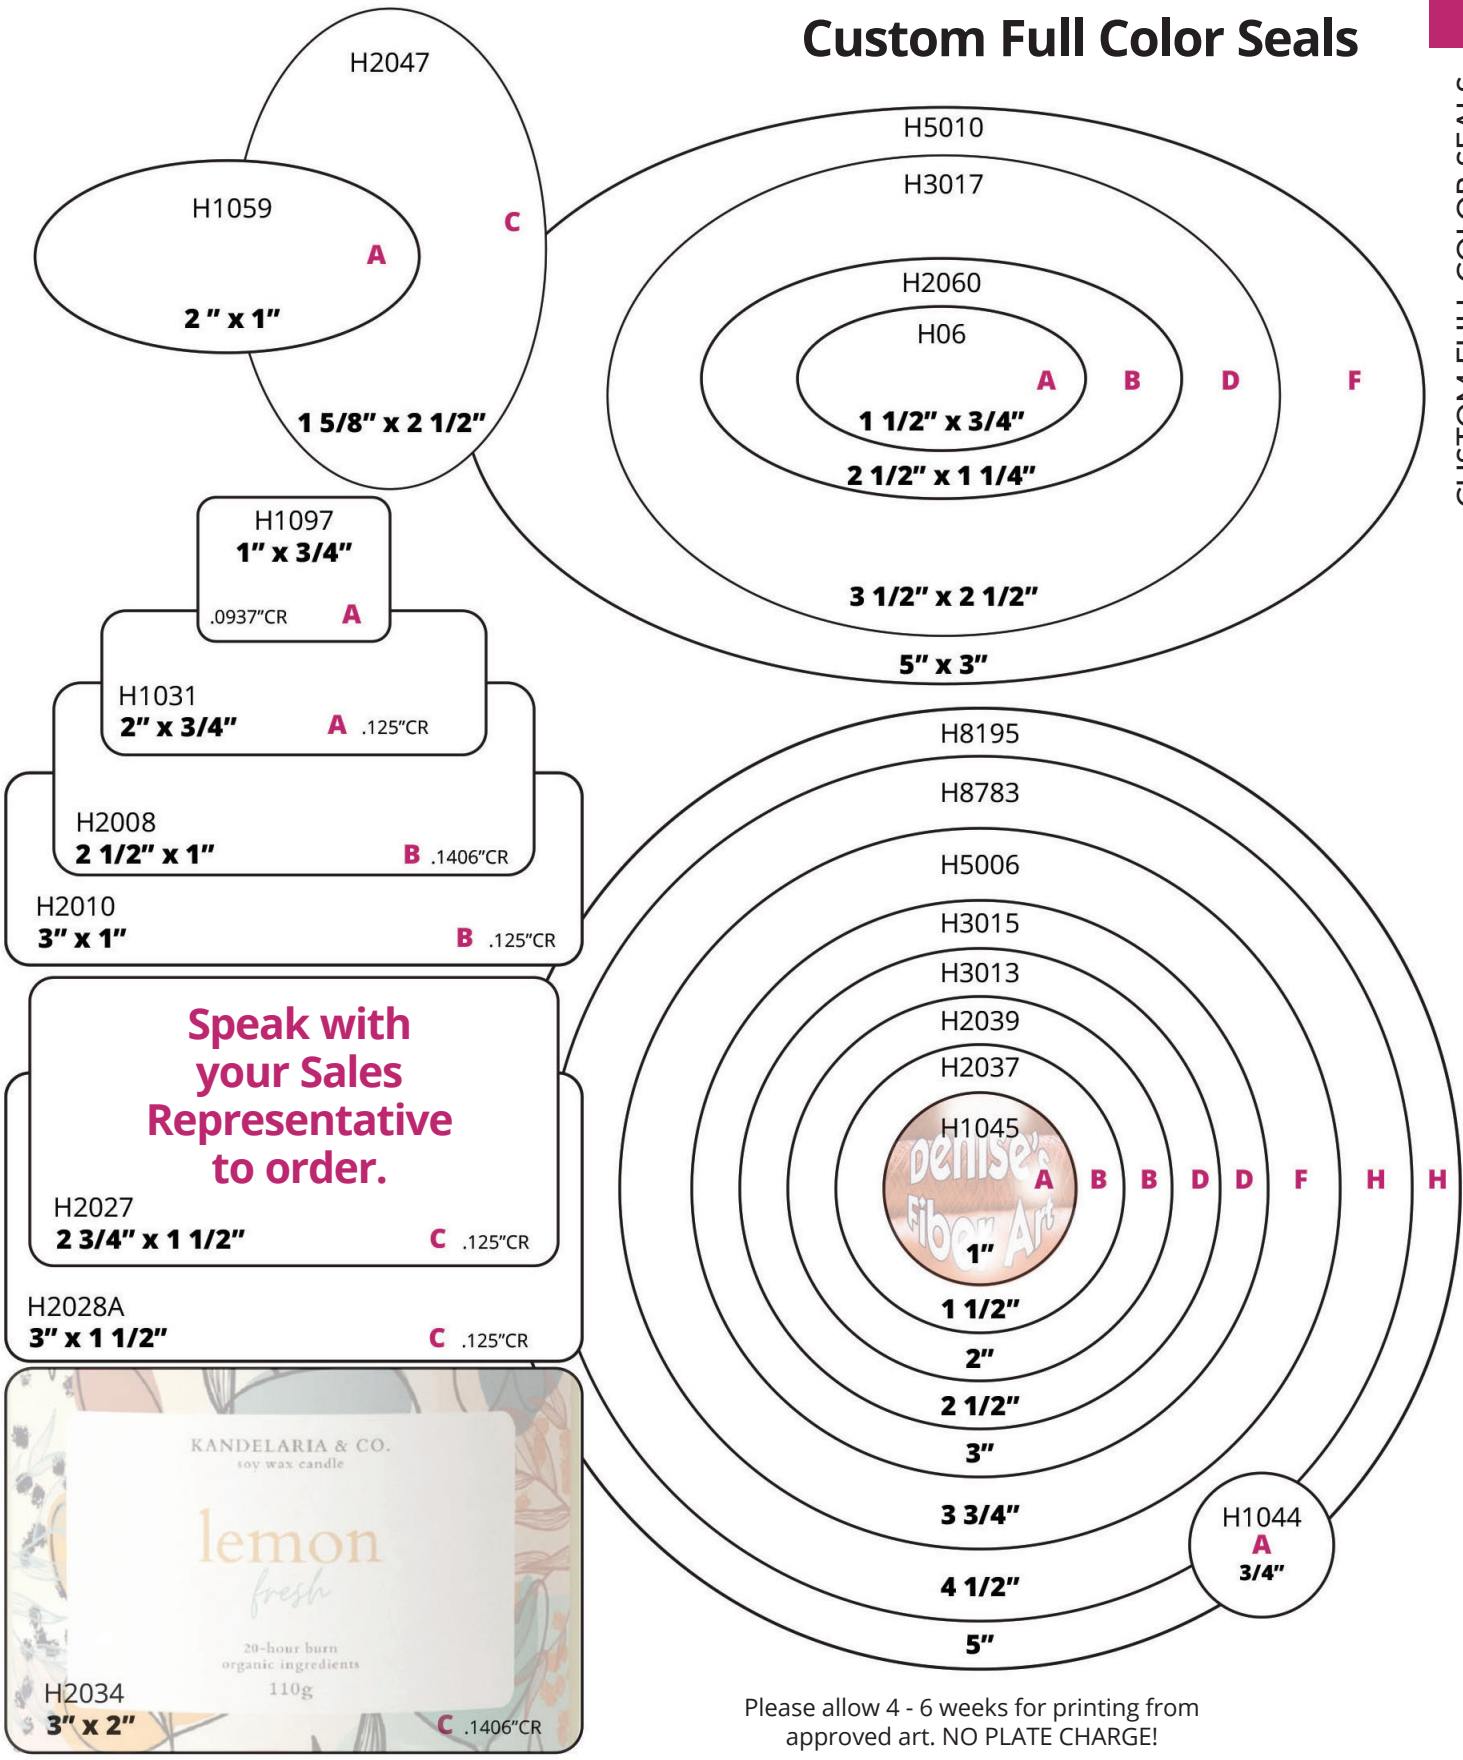 Custom Full Color Seals
CUSTOM FULL COLOR SEALS
H2047
C
1 5/8” x 2 1/2”
H1059
A
2 ” x 1”
H5010
H3017
H2060
H06
A B D F
1 1/2” x 3/4”
2 1/2” x 1 1/4”
3 1/2” x 2 1/2”
5” x 3”
H1097
1” x 3/4”
.0937”CR A
H1031
2” x 3/4” A .125”CR
H2008
2 1/2” x 1” B .1406”CR
H2010
3” x 1” B .125”CR
Speak with
your Sales
Representative
to order.
H2027
2 3/4” x 1 1/2” C .125”CR
H2028A
3” x 1 1/2” C .125”CR
KANDELARIA & CO.
soy wax candle
lemon
fresh
20-hour burn
organic ingredients
110g
H2034
3” x 2” C .1406”CR
H8195
H8783
H5006
H3015
H3013
H2039
H2037
H1045
Denise's
Fiber Art
A B B D D F H H
1”
1 1/2”
2”
2 1/2”
3”
3 3/4”
4 1/2”
5”
H1044
A
3/4”
Please allow 4 - 6 weeks for printing from
approved art. NO PLATE CHARGE!